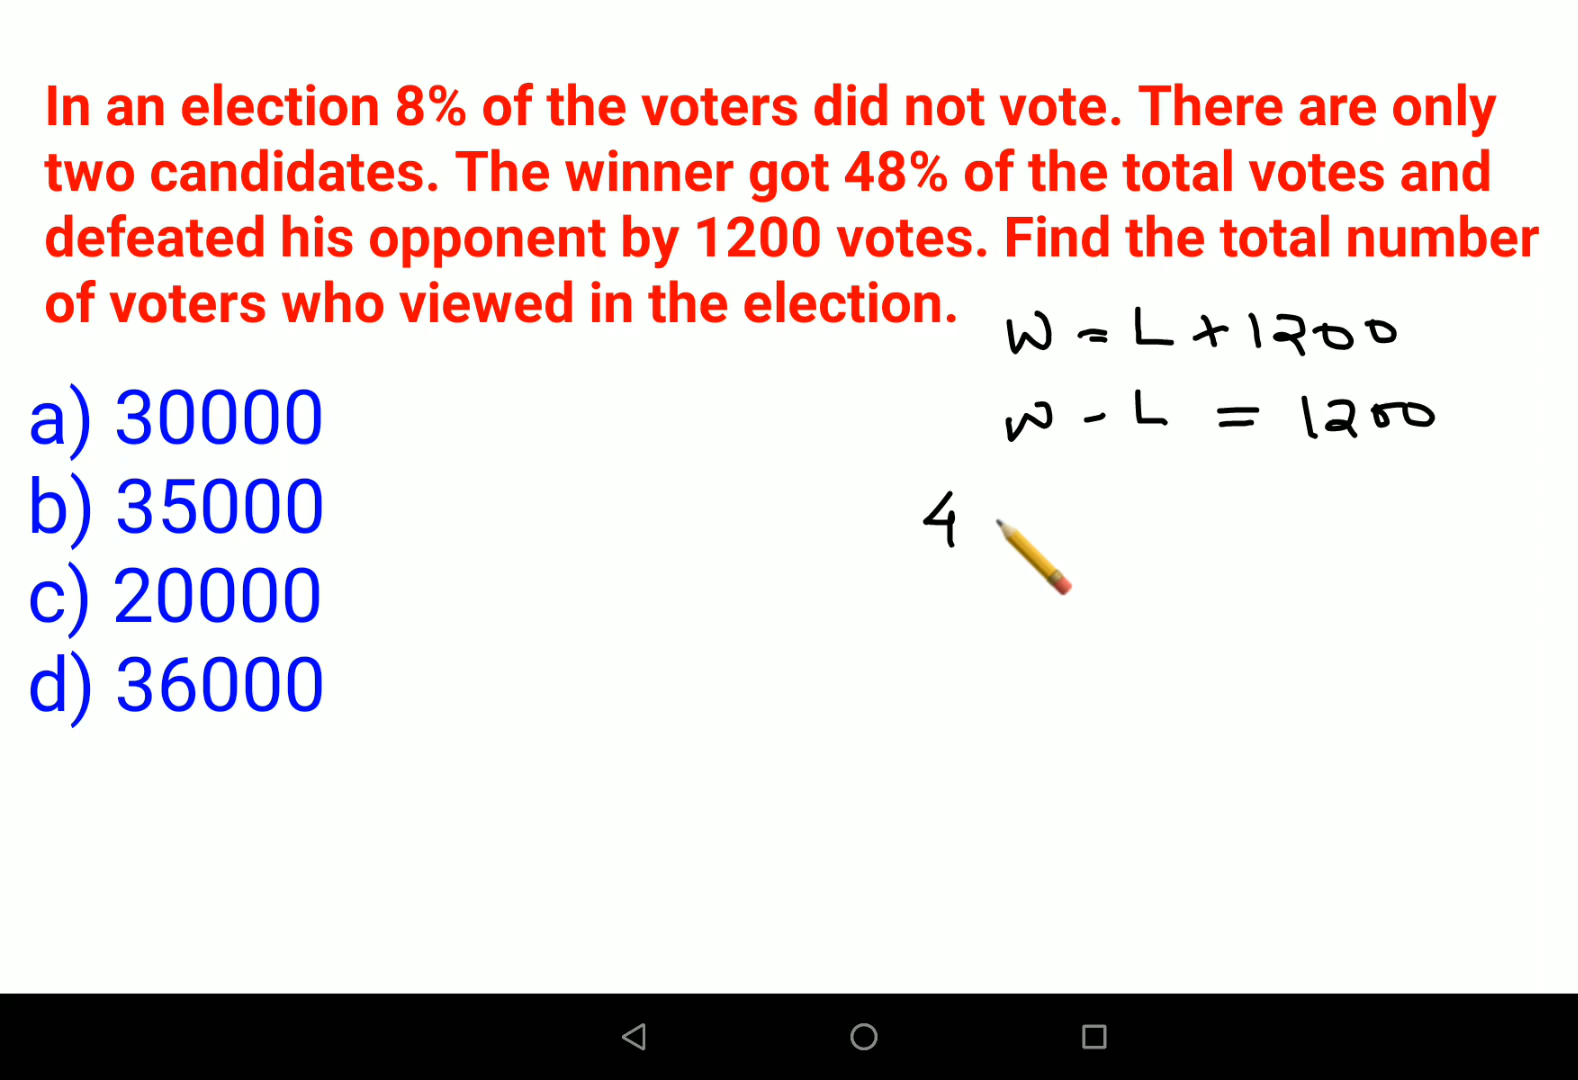 In an election 8% of the voters did not vote. There are only
two candidates. The winner got 48% of the total votes and
defeated his opponent by 1200 votes. Find the total number
of voters who viewed in the election.
W = L + 1200
W - L = 1200
4
a) 30000
b) 35000
c) 20000
d) 36000